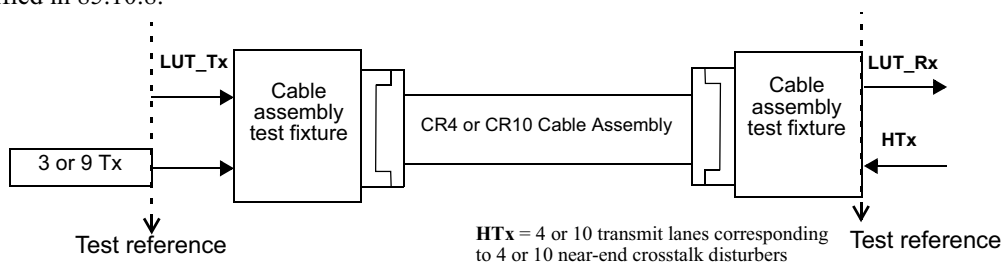 LUT_Tx
Cable
assembly
test fixture
3 or 9 Tx
Test reference
CR4 or CR10 Cable Assembly
Cable
assembly
test fixture
LUT_Rx
HTx
HTx = 4 or 10 transmit lanes corresponding
to 4 or 10 near-end crosstalk disturbers
Test reference